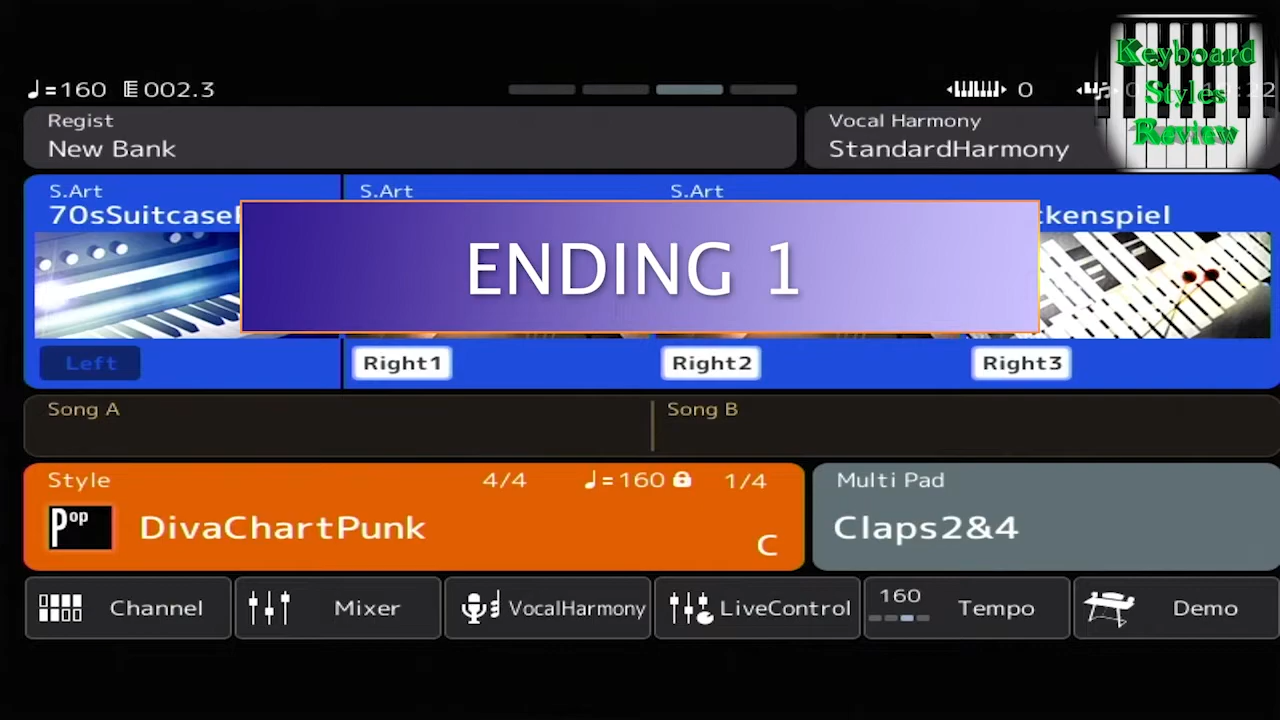 ♩=160 002.3
0
22
Keyboard
Styles
Review
Regist
New Bank
Vocal Harmony
StandardHarmony
S.Art
S.Art
S.Art
70sSuitcase
ENDING 1
Left
Right1
Right2
Right3
Song A
Song B
Style
4/4
♩=160
1/4
Pop
DivaChartPunk
C
Multi Pad
Claps2&4
Channel
Mixer
VocalHarmony
LiveControl
160
Tempo
Demo